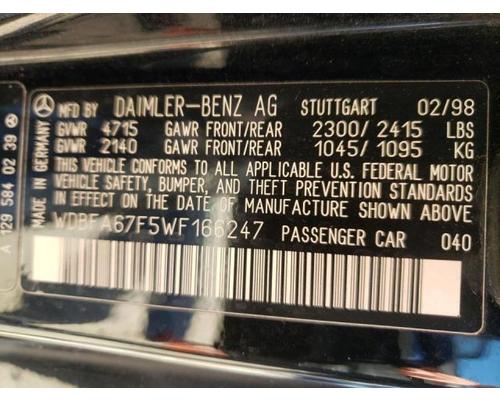 MFD BY DAIMLER-BENZ AG STUTTGART 02/98
GVWR 4715 GAWR FRONT/REAR 2300/2415 LBS
GVWR 2140 GAWR FRONT/REAR 1045/1095 KG
THIS VEHICLE CONFORMS TO ALL APPLICABLE U.S. FEDERAL MOTOR
VEHICLE SAFETY, BUMPER, AND THEFT PREVENTION STANDARDS
IN EFFECT ON THE DATE OF MANUFACTURE SHOWN ABOVE
WDBFA67F5WF166247 PASSENGER CAR 040
MADE IN GERMANY
A 129 584 02 39